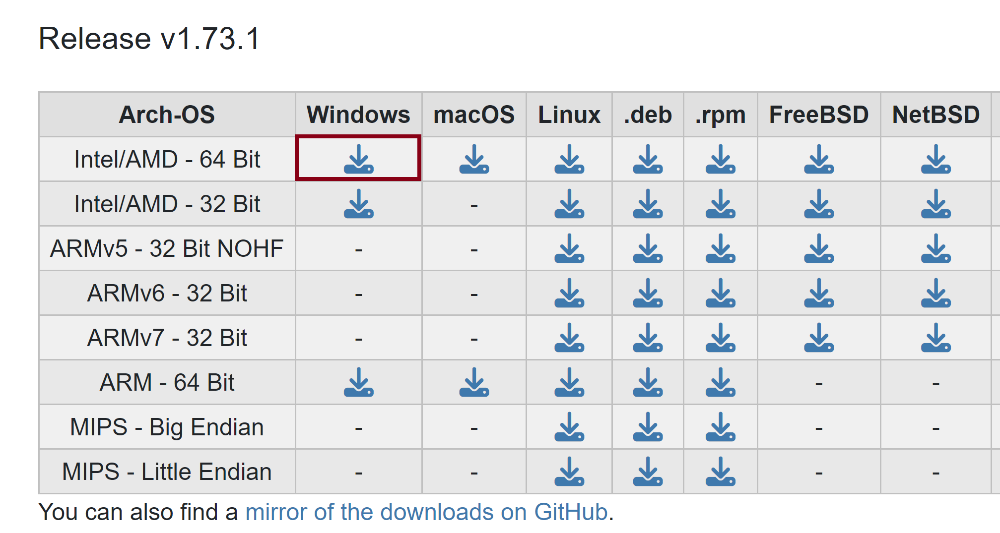 Release v1.73.1
Arch-OS Windows macOS Linux .deb .rpm FreeBSD NetBSD
Intel/AMD - 64 Bit
Intel/AMD - 32 Bit -
ARMv5 - 32 Bit NOHF - -
ARMv6 - 32 Bit - -
ARMv7 - 32 Bit - -
ARM - 64 Bit - -
MIPS - Big Endian - - - -
MIPS - Little Endian - - - -
You can also find a mirror of the downloads on GitHub.